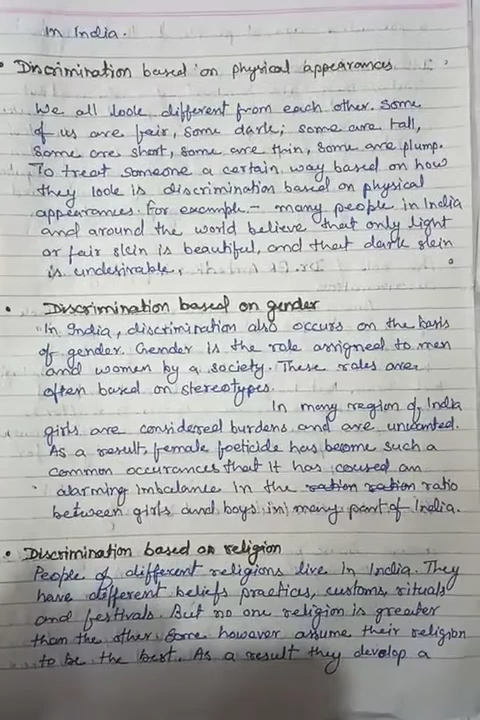 In India.
• Discrimination based on physical appearances
We all look different from each other. Some
of us are fair, some dark; some are tall,
some are short, some are thin, some are plump.
To treat someone a certain way based on how
they look is discrimination based on physical
appearances. For example - many people in India
and around the world believe that only light
or fair skin is beautiful, and that dark skin
is undesirable.
• Discrimination based on gender
In India, discrimination also occurs on the basis
of gender. Gender is the role assigned to men
and women by a society. These roles are
often based on stereotypes.
In many region of India
girls are considered burdens and are unwanted.
As a result, female foeticide has become such a
common occurances that it has coused an
alarming imbalance in the ration ration ratio
between girls and boys in many part of India.
• Discrimination based on religion
People of different religions live in India. They
have different beliefs practices, customs, rituals
and festivals. But no one religion is greater
than the other. Some however assume their religion
to be the best. As a result they develop a